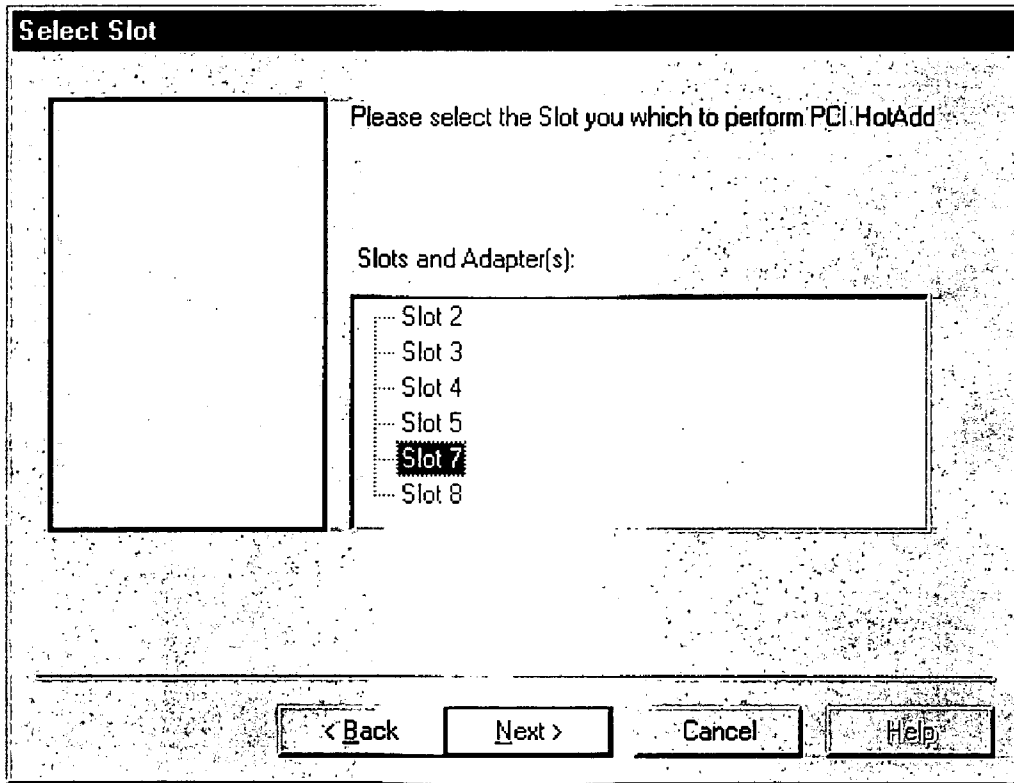 Select Slot
Please select the Slot you which to perform PCI HotAdd
Slots and Adapter(s):
Slot 2
Slot 3
Slot 4
Slot 5
Slot 7
Slot 8
< Back Next > Cancel Help